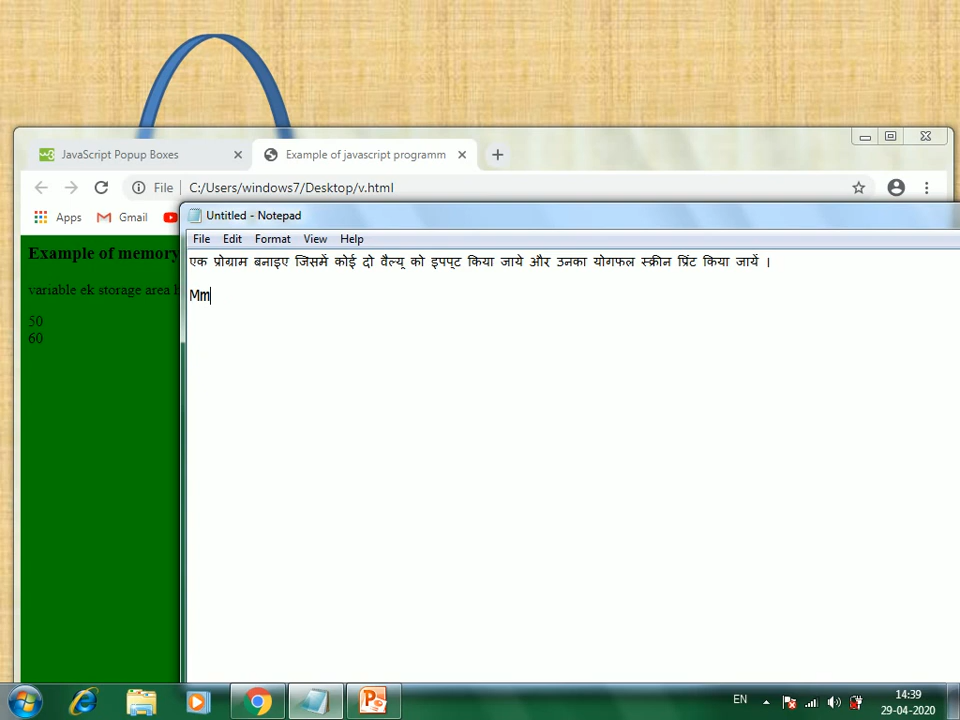 JavaScript Popup Boxes
Example of javascript programm
File
C:/Users/windows7/Desktop/v.html
Apps
Gmail
Untitled - Notepad
File Edit Format View Help
एक प्रोग्राम बनाइए जिसमें कोई दो वैल्यू को इपपट किया जाये और उनका योगफल स्क्रीन प्रिंट किया जायें ।
Mm
Example of memory
variable ek storage area
50
60
EN
14:39
29-04-2020